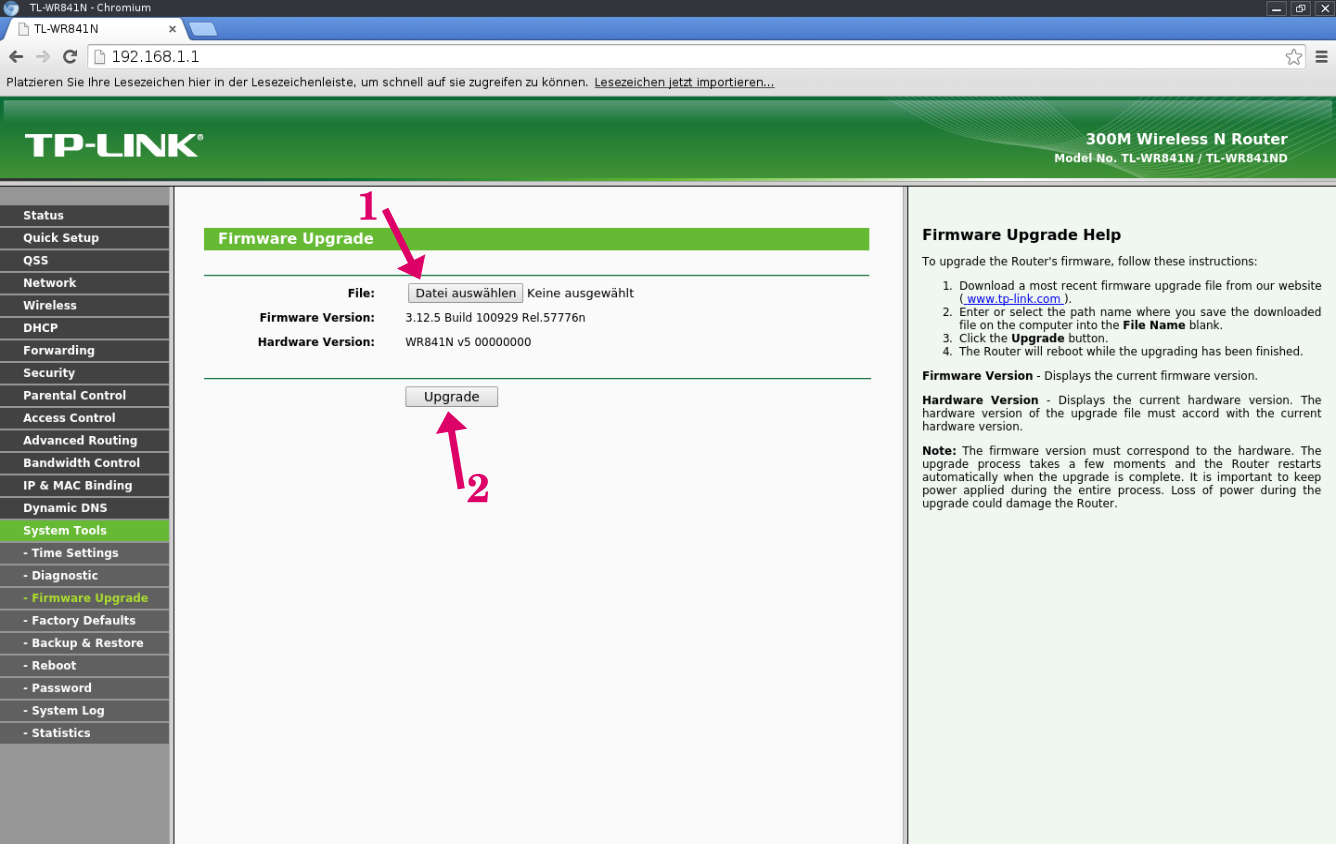 TL-WR841N - Chromium
TL-WR841N
192.168.1.1
Platzieren Sie Ihre Lesezeichen hier in der Lesezeichenleiste, um schnell auf sie zugreifen zu können. Lesezeichen jetzt importieren...
TP-LINK®
300M Wireless N Router
Model No. TL-WR841N / TL-WR841ND
Status
Quick Setup
QSS
Network
Wireless
DHCP
Forwarding
Security
Parental Control
Access Control
Advanced Routing
Bandwidth Control
IP & MAC Binding
Dynamic DNS
System Tools
- Time Settings
- Diagnostic
- Firmware Upgrade
- Factory Defaults
- Backup & Restore
- Reboot
- Password
- System Log
- Statistics
1
Firmware Upgrade
File: Datei auswählen Keine ausgewählt
Firmware Version: 3.12.5 Build 100929 Rel.57776n
Hardware Version: WR841N v5 00000000
Upgrade
2
Firmware Upgrade Help
To upgrade the Router's firmware, follow these instructions:
1. Download a most recent firmware upgrade file from our website
( www.tp-link.com ).
2. Enter or select the path name where you save the downloaded
file on the computer into the File Name blank.
3. Click the Upgrade button.
4. The Router will reboot while the upgrading has been finished.
Firmware Version - Displays the current firmware version.
Hardware Version - Displays the current hardware version. The
hardware version of the upgrade file must accord with the current
hardware version.
Note: The firmware version must correspond to the hardware. The
upgrade process takes a few moments and the Router restarts
automatically when the upgrade is complete. It is important to keep
power applied during the entire process. Loss of power during the
upgrade could damage the Router.